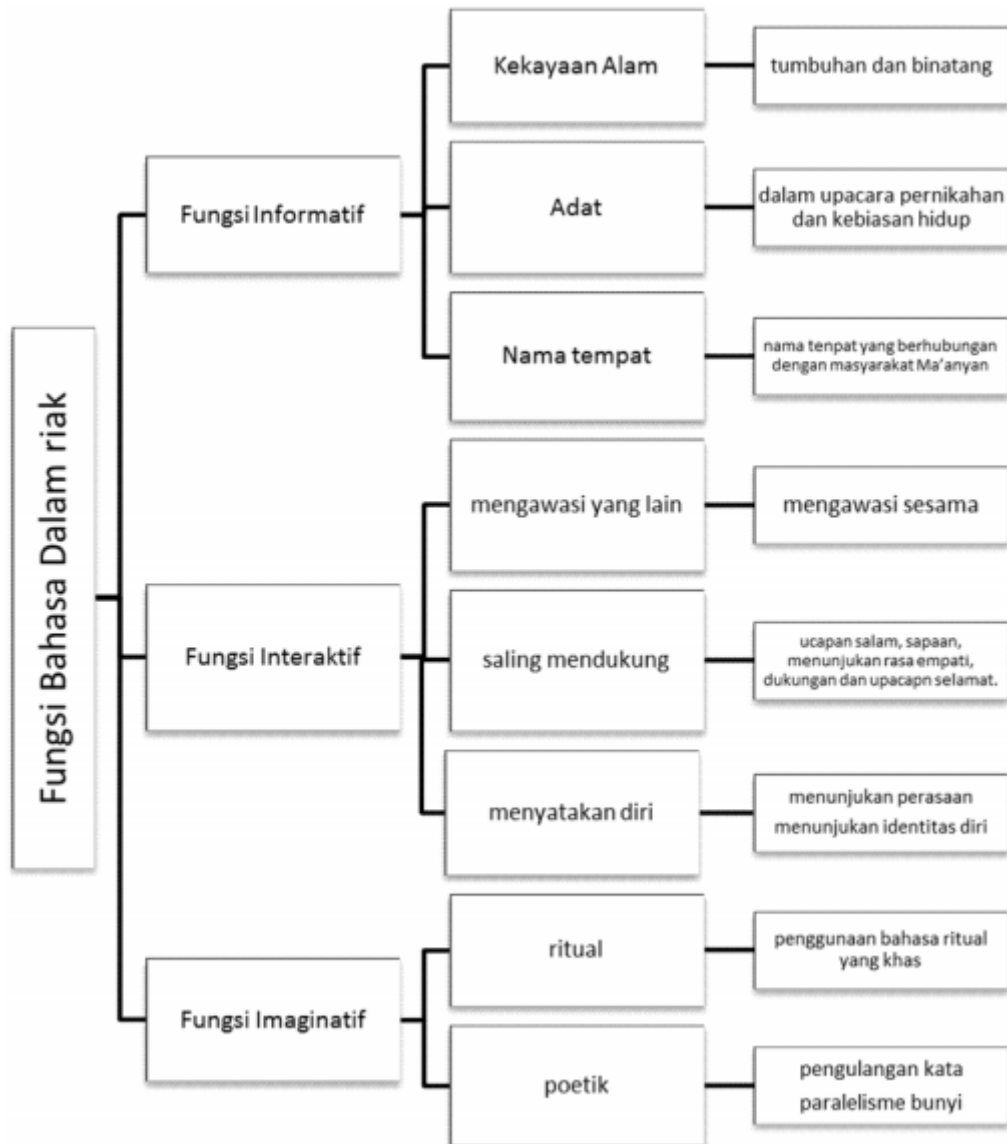 Fungsi Bahasa Dalam riak
Fungsi Informatif
Kekayaan Alam
tumbuhan dan binatang
Adat
dalam upacara pernikahan
dan kebiasan hidup
Nama tempat
nama tenpat yang berhubungan
dengan masyarakat Ma'anyan
Fungsi Interaktif
mengawasi yang lain
mengawasi sesama
saling mendukung
ucapan salam, sapaan,
menunjukan rasa empati,
dukungan dan upacapn selamat.
menyatakan diri
menunjukan perasaan
menunjukan identitas diri
Fungsi Imaginatif
ritual
penggunaan bahasa ritual
yang khas
poetik
pengulangan kata
paralelisme bunyi